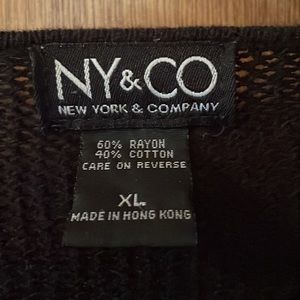 NY&CO
NEW YORK & COMPANY
60% RAYON
40% COTTON
CARE ON REVERSE
XL
MADE IN HONG KONG